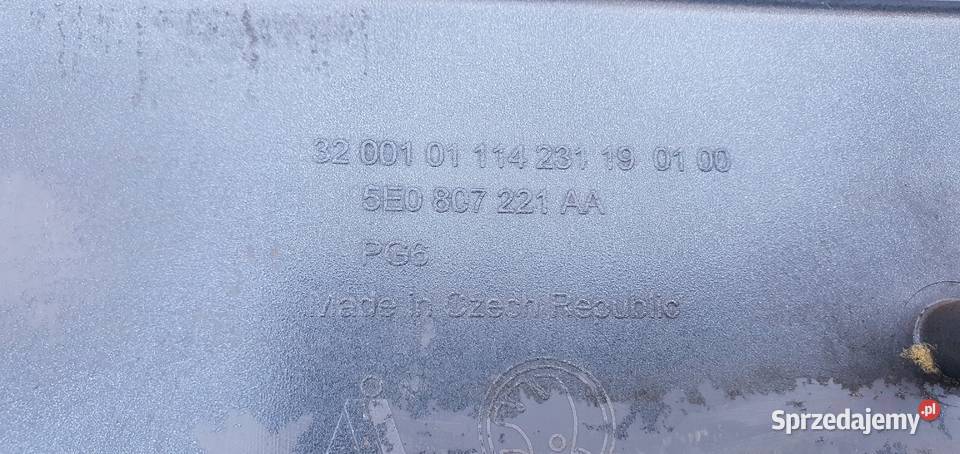 32 001 01 114 231 19 01 00
5E0 807 221 AA
PG6
Made in Czech Republic
Sprzedajemy.pl